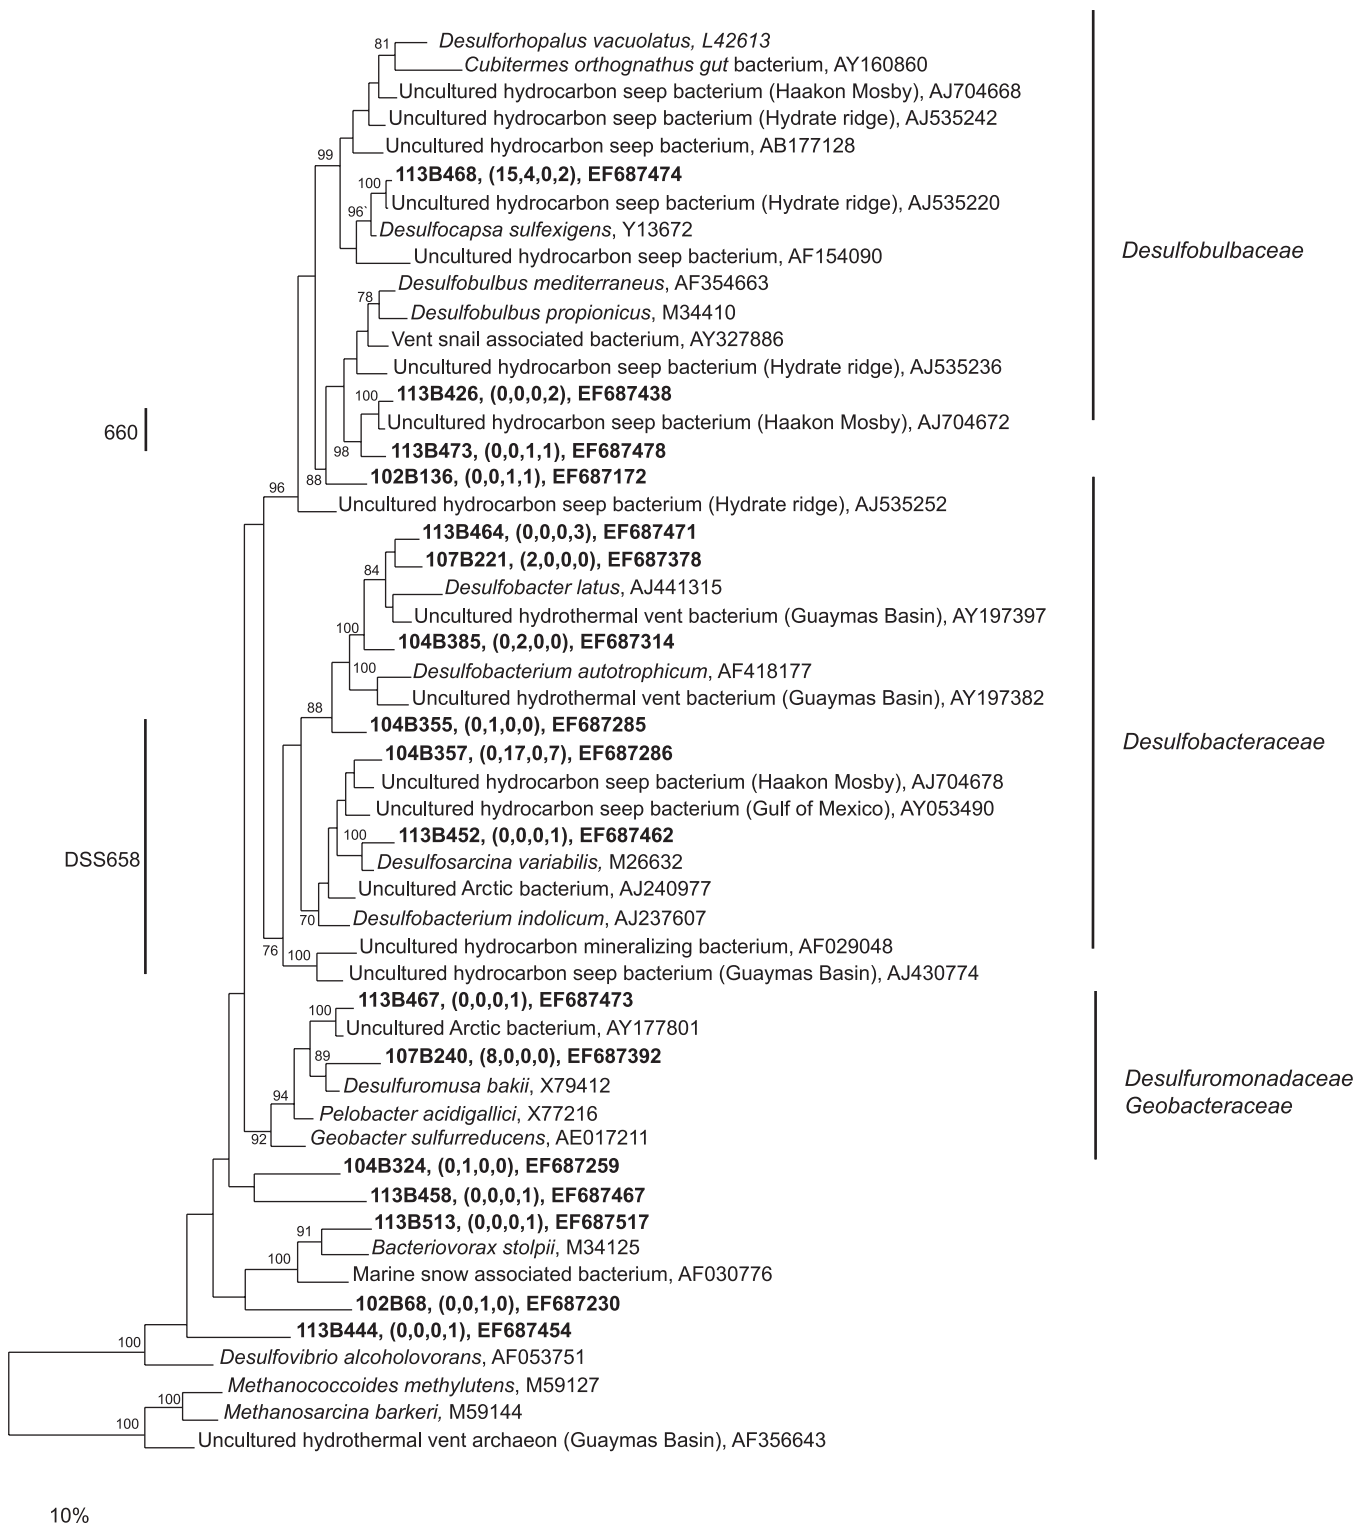 81
Desulforhopalus vacuolatus, L42613
Cubitermes orthognathus gut bacterium, AY160860
Uncultured hydrocarbon seep bacterium (Haakon Mosby), AJ704668
Uncultured hydrocarbon seep bacterium (Hydrate ridge), AJ535242
Uncultured hydrocarbon seep bacterium, AB177128
99
113B468, (15,4,0,2), EF687474
100
Uncultured hydrocarbon seep bacterium (Hydrate ridge), AJ535220
96`
Desulfocapsa sulfexigens, Y13672
Uncultured hydrocarbon seep bacterium, AF154090
Desulfobulbaceae
Desulfobulbus mediterraneus, AF354663
78
Desulfobulbus propionicus, M34410
Vent snail associated bacterium, AY327886
Uncultured hydrocarbon seep bacterium (Hydrate ridge), AJ535236
100
113B426, (0,0,0,2), EF687438
Uncultured hydrocarbon seep bacterium (Haakon Mosby), AJ704672
660
98
113B473, (0,0,1,1), EF687478
88
102B136, (0,0,1,1), EF687172
96
Uncultured hydrocarbon seep bacterium (Hydrate ridge), AJ535252
113B464, (0,0,0,3), EF687471
107B221, (2,0,0,0), EF687378
84
Desulfobacter latus, AJ441315
Uncultured hydrothermal vent bacterium (Guaymas Basin), AY197397
100
104B385, (0,2,0,0), EF687314
100
Desulfobacterium autotrophicum, AF418177
Uncultured hydrothermal vent bacterium (Guaymas Basin), AY197382
88
104B355, (0,1,0,0), EF687285
Desulfobacteraceae
104B357, (0,17,0,7), EF687286
Uncultured hydrocarbon seep bacterium (Haakon Mosby), AJ704678
Uncultured hydrocarbon seep bacterium (Gulf of Mexico), AY053490
100
113B452, (0,0,0,1), EF687462
DSS658
Desulfosarcina variabilis, M26632
Uncultured Arctic bacterium, AJ240977
70
Desulfobacterium indolicum, AJ237607
76
100
Uncultured hydrocarbon mineralizing bacterium, AF029048
Uncultured hydrocarbon seep bacterium (Guaymas Basin), AJ430774
113B467, (0,0,0,1), EF687473
100
Uncultured Arctic bacterium, AY177801
89
107B240, (8,0,0,0), EF687392
Desulfuromusa bakii, X79412
Desulfuromonadaceae
Geobacteraceae
94
Pelobacter acidigallici, X77216
92
Geobacter sulfurreducens, AE017211
104B324, (0,1,0,0), EF687259
113B458, (0,0,0,1), EF687467
113B513, (0,0,0,1), EF687517
91
Bacteriovorax stolpii, M34125
100
Marine snow associated bacterium, AF030776
102B68, (0,0,1,0), EF687230
113B444, (0,0,0,1), EF687454
100
Desulfovibrio alcoholovorans, AF053751
Methanococcoides methylutens, M59127
100
Methanosarcina barkeri, M59144
100
Uncultured hydrothermal vent archaeon (Guaymas Basin), AF356643
10%